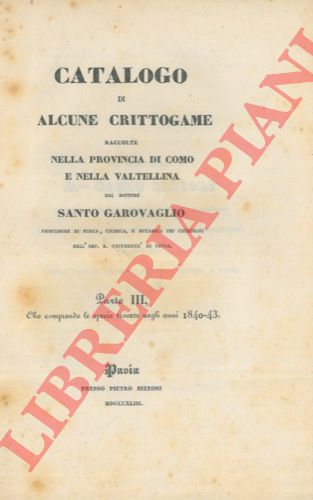 CATALOGO
DI
ALCUNE CRITTOGAME
RACCOLTE
NELLA PROVINCIA DI COMO
E NELLA VALTELLINA
DAL DOTTORE
SANTO GAROVAGLIO
PROFESSORE DI FISICA, CHIMICA, E BOTANICA PEI CHIRURGHI
NELL' IMP. R. UNIVERSITA' DI PAVIA.
Parte III.
Che comprende le specie trovate negli anni 1840-43.
Pavia
PRESSO PIETRO BIZZONI
MDCCCXLIII.
LIBRERIA PIANI